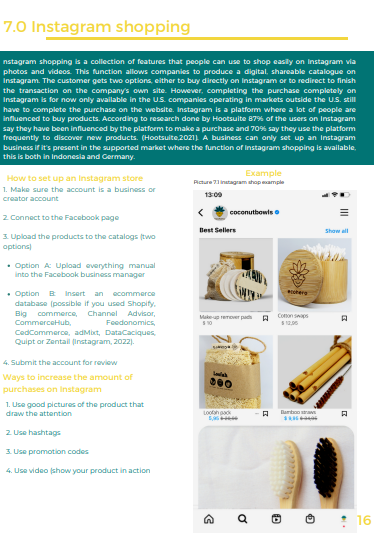 7.0 Instagram shopping
nstagram shopping is a collection of features that people can use to shop easily on Instagram via
photos and videos. This function allows companies to produce a digital, shareable catalogue on
Instagram. The customer gets two options, either to buy directly on Instagram or to redirect to finish
the transaction on the company's own site. However, completing the purchase completely on
Instagram is for now only available in the U.S. companies operating in markets outside the U.S. still
have to complete the purchase on the website. Instagram is a platform where a lot of people are
influenced to buy products. According to research done by Hootsuite 87% of the users on Instagram
say they have been influenced by the platform to make a purchase and 70% say they use the platform
frequently to discover new products. (Hootsuite,2021). A business can only set up an Instagram
business if it's present in the supported market where the function of Instagram shopping is available,
this is both in Indonesia and Germany.
How to set up an Instagram store
1. Make sure the account is a business or
creator account
2. Connect to the Facebook page
3. Upload the products to the catalogs (two
options)
• Option A: Upload everything manual
into the Facebook business manager
• Option B: Insert an ecommerce
database (possible if you used Shopify,
Big commerce, Channel Advisor,
CommerceHub, Feedonomics,
CedCommerce, adMixt, DataCaciques,
Quipt or Zentail (Instagram, 2022).
4. Submit the account for review
Ways to increase the amount of
purchases on Instagram
1. Use good pictures of the product that
draw the attention
2. Use hashtags
3. Use promotion codes
4. Use video (show your product in action
Example
Picture 7.1 Instagram shop example
13:09
coconutbowls
Best Sellers Show all
ecohero
Make-up remover pads
$ 10
Cotton swaps
$ 12,95
Loofah
Loofah pack
Bamboo straws
16